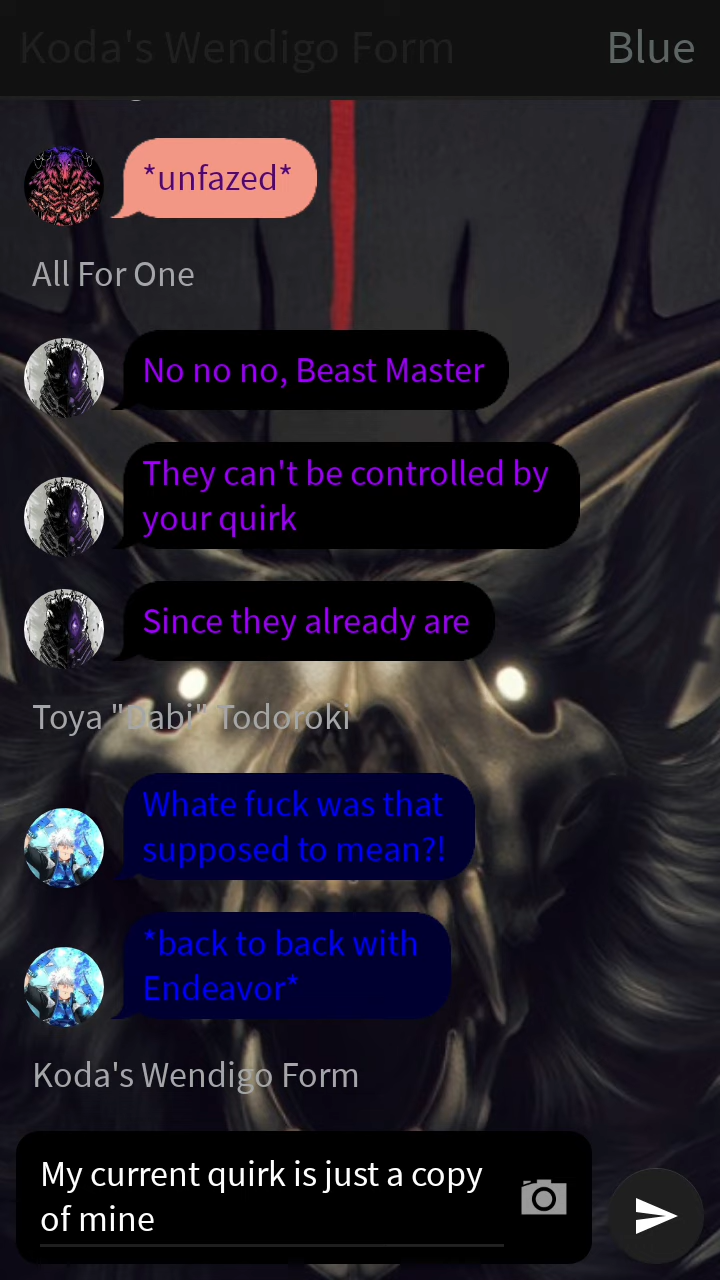 Koda's Wendigo Form
Blue
*unfazed*
All For One
No no no, Beast Master
They can't be controlled by
your quirk
Since they already are
Toya "Dabi" Todoroki
Whate fuck was that
supposed to mean?!
*back to back with
Endeavor*
Koda's Wendigo Form
My current quirk is just a copy
of mine